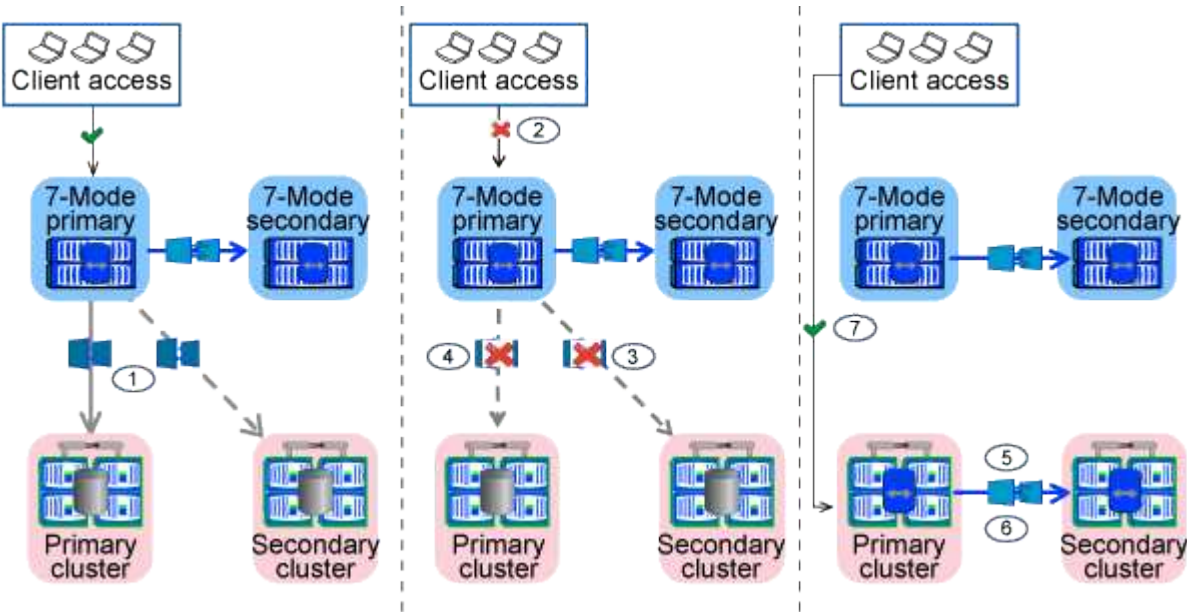 Client access
7-Mode
primary
7-Mode
secondary
1
Primary
cluster
Secondary
cluster
Client access
2
7-Mode
primary
7-Mode
secondary
4
3
Primary
cluster
Secondary
cluster
Client access
7-Mode
primary
7-Mode
secondary
7
5
6
Primary
cluster
Secondary
cluster